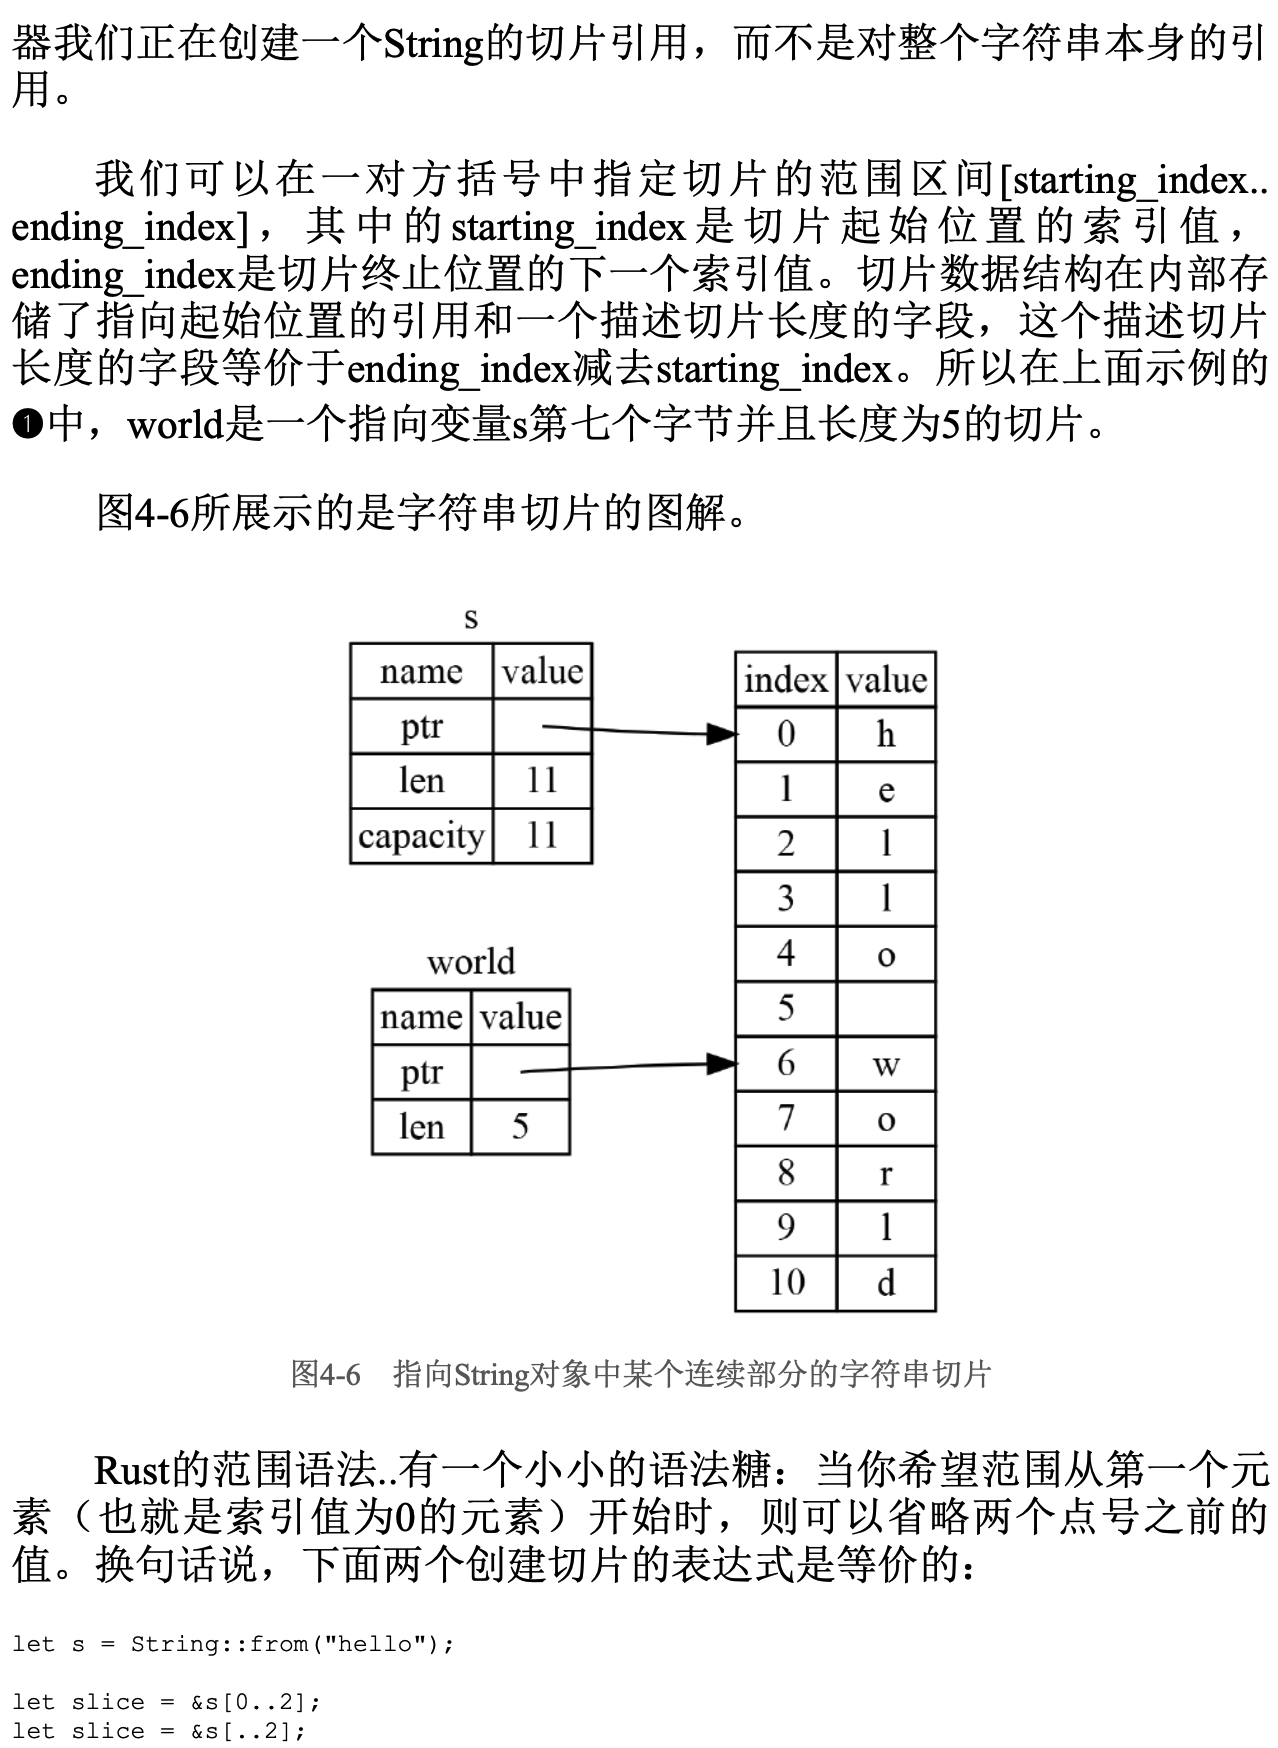 器我们正在创建一个String的切片引用，而不是对整个字符串本身的引
用。
我们可以在一对方括号中指定切片的范围区间[starting_index..
ending_index]，其中的starting_index是切片起始位置的索引值，
ending_index是切片终止位置的下一个索引值。切片数据结构在内部存
储了指向起始位置的引用和一个描述切片长度的字段，这个描述切片
长度的字段等价于ending_index减去starting_index。所以在上面示例的
❶中，world是一个指向变量s第七个字节并且长度为5的切片。
图4-6所展示的是字符串切片的图解。
s
name value
ptr
len 11
capacity 11
world
name value
ptr
len 5
index value
0 h
1 e
2 l
3 l
4 o
5
6 w
7 o
8 r
9 l
10 d
图4-6 指向String对象中某个连续部分的字符串切片
Rust的范围语法..有一个小小的语法糖：当你希望范围从第一个元
素（也就是索引值为0的元素）开始时，则可以省略两个点号之前的
值。换句话说，下面两个创建切片的表达式是等价的：
let s = String::from("hello");
let slice = &s[0..2];
let slice = &s[..2];